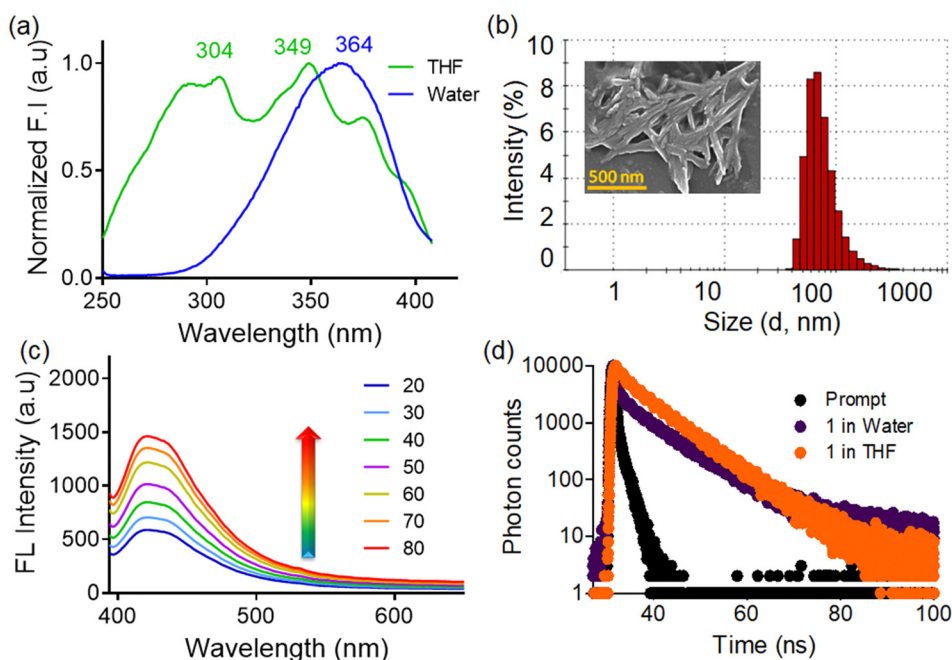 (a)
304
349
364
THF
Water
1.0
0.5
0.0
Normalized F.I (a.u)
250
300
350
400
Wavelength (nm)
(b)
10
8
6
4
2
0
Intensity (%)
500 nm
1
10
100
1000
Size (d, nm)
(c)
2000
1500
1000
500
0
FL Intensity (a.u)
20
30
40
50
60
70
80
400
500
600
Wavelength (nm)
(d)
10000
1000
100
10
1
Photon counts
Prompt
1 in Water
1 in THF
40
60
80
100
Time (ns)